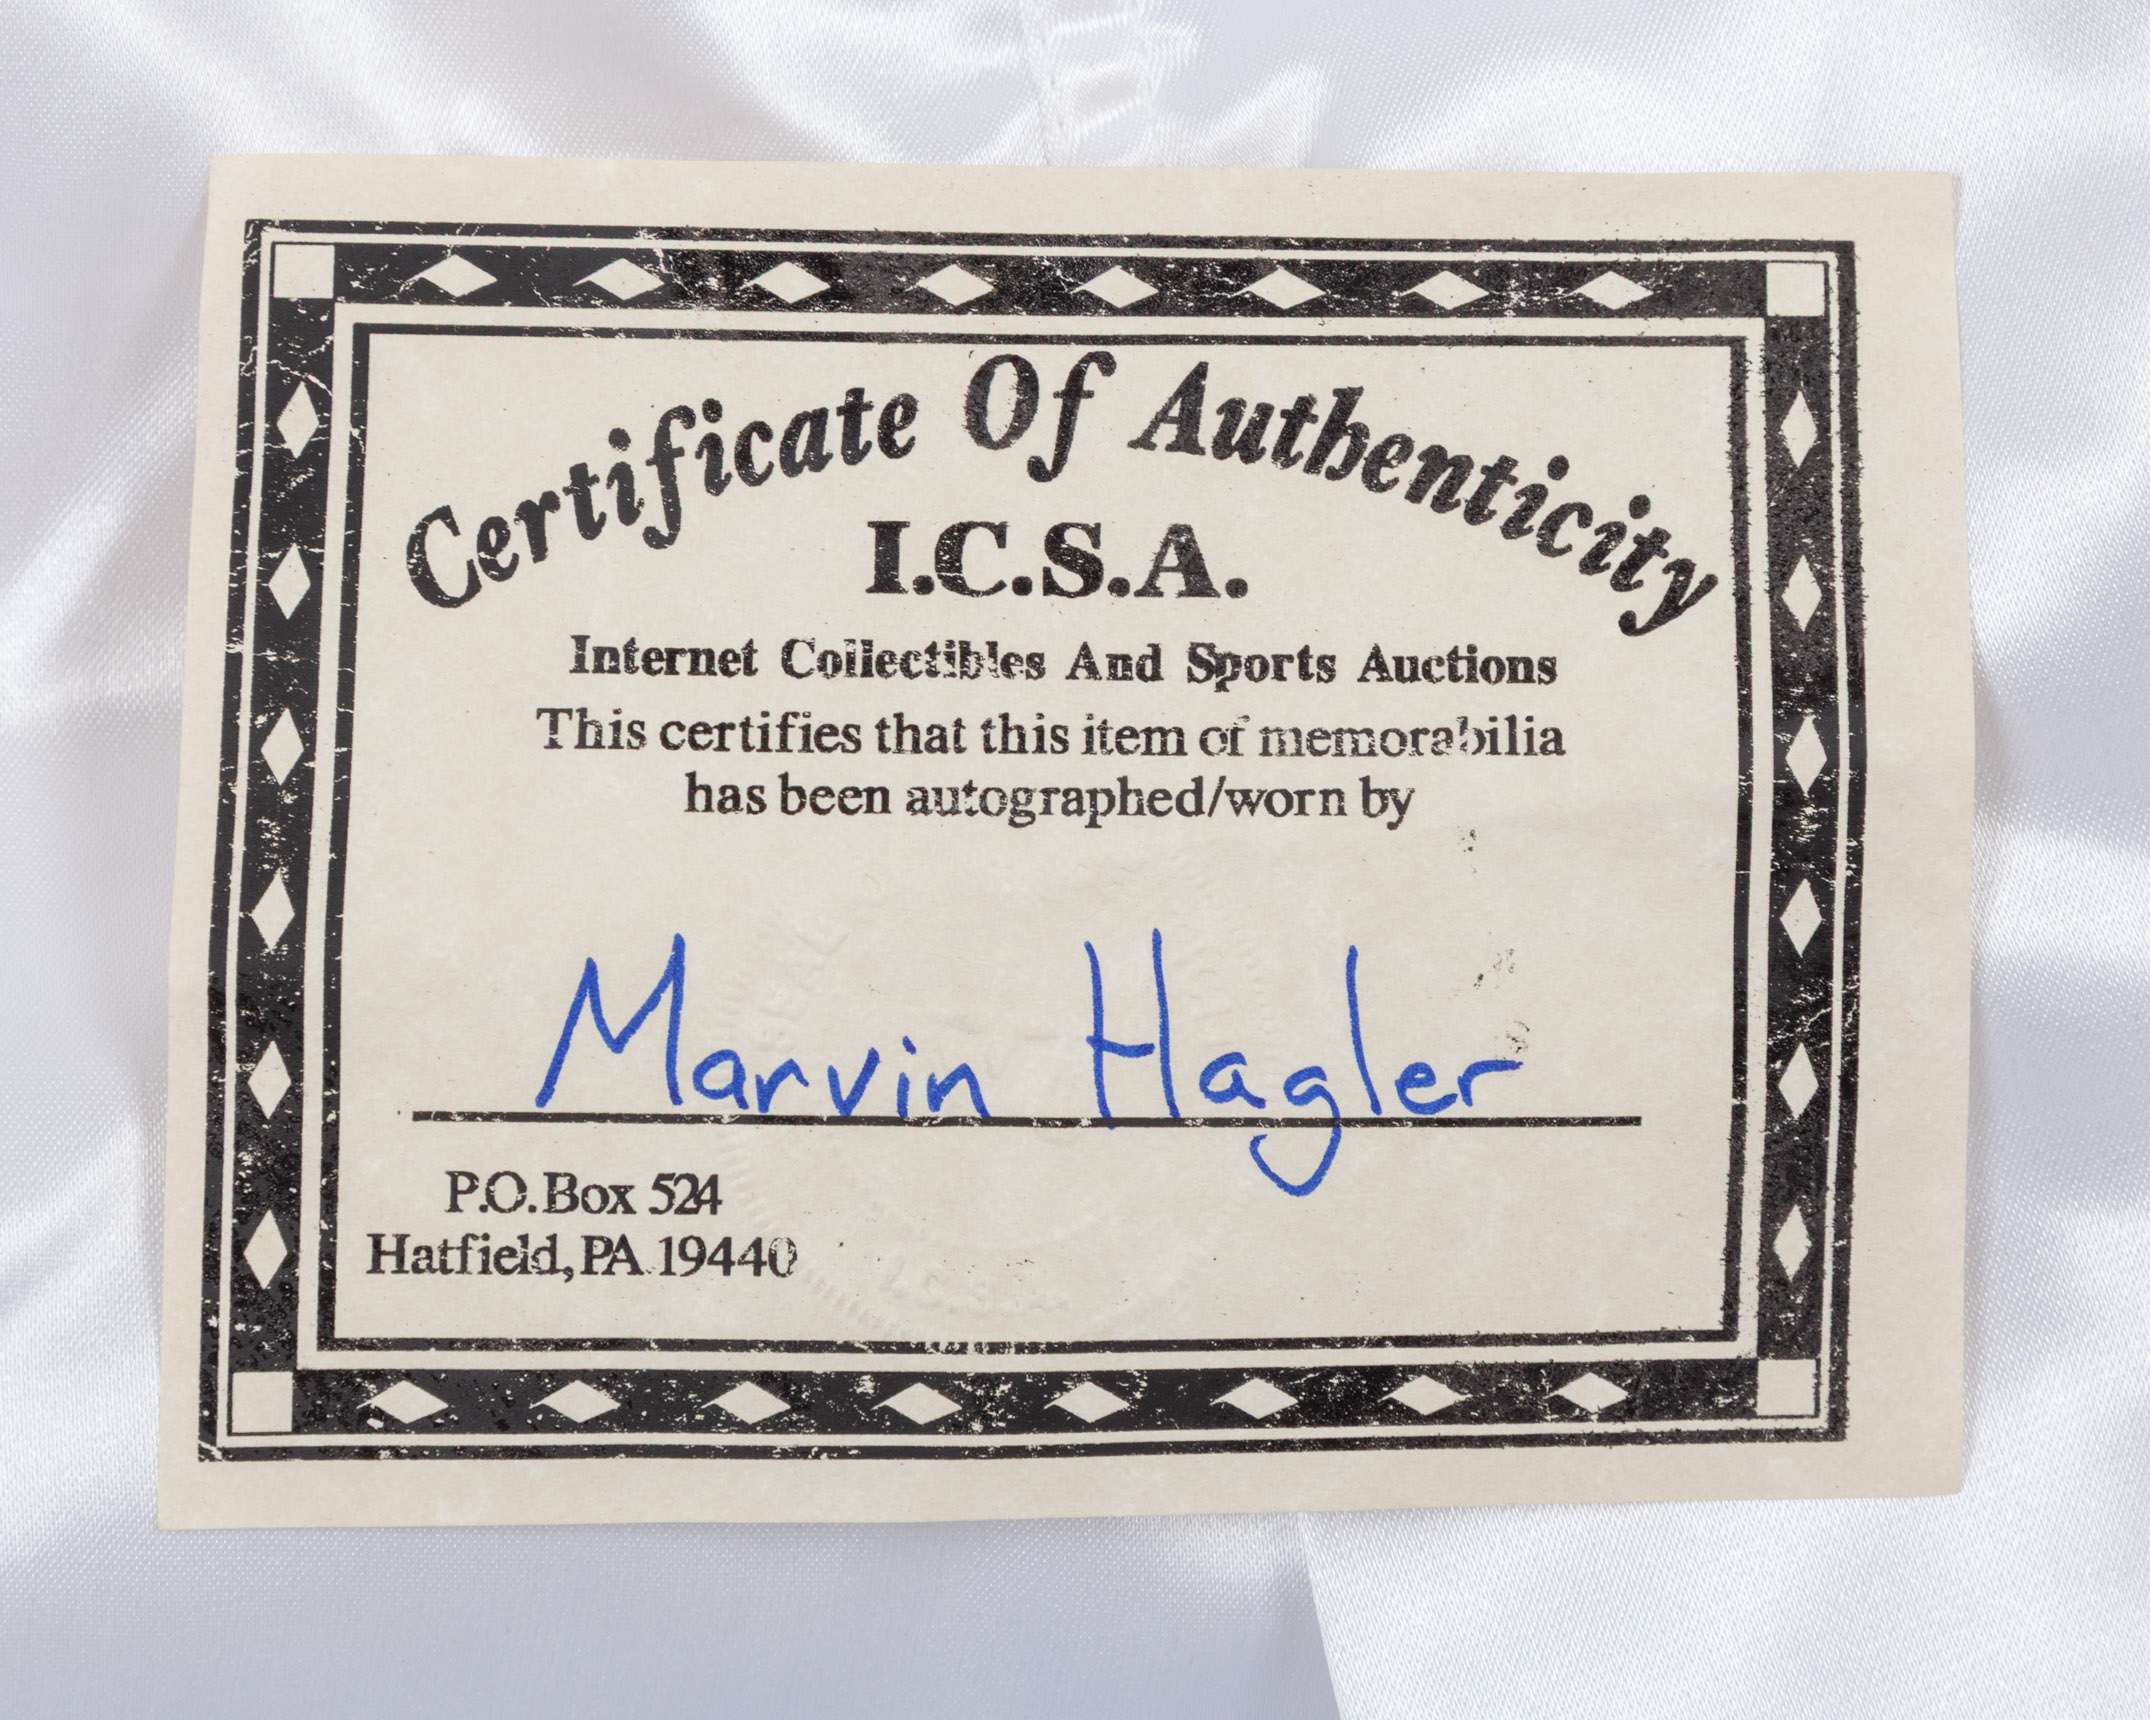 Certificate Of Authenticity
I.C.S.A.
Internet Collectibles And Sports Auctions
This certifies that this item of memorabilia
has been autographed/worn by
Marvin Hagler
P.O. Box 524
Hatfield, PA 19440
I.C.S.A.